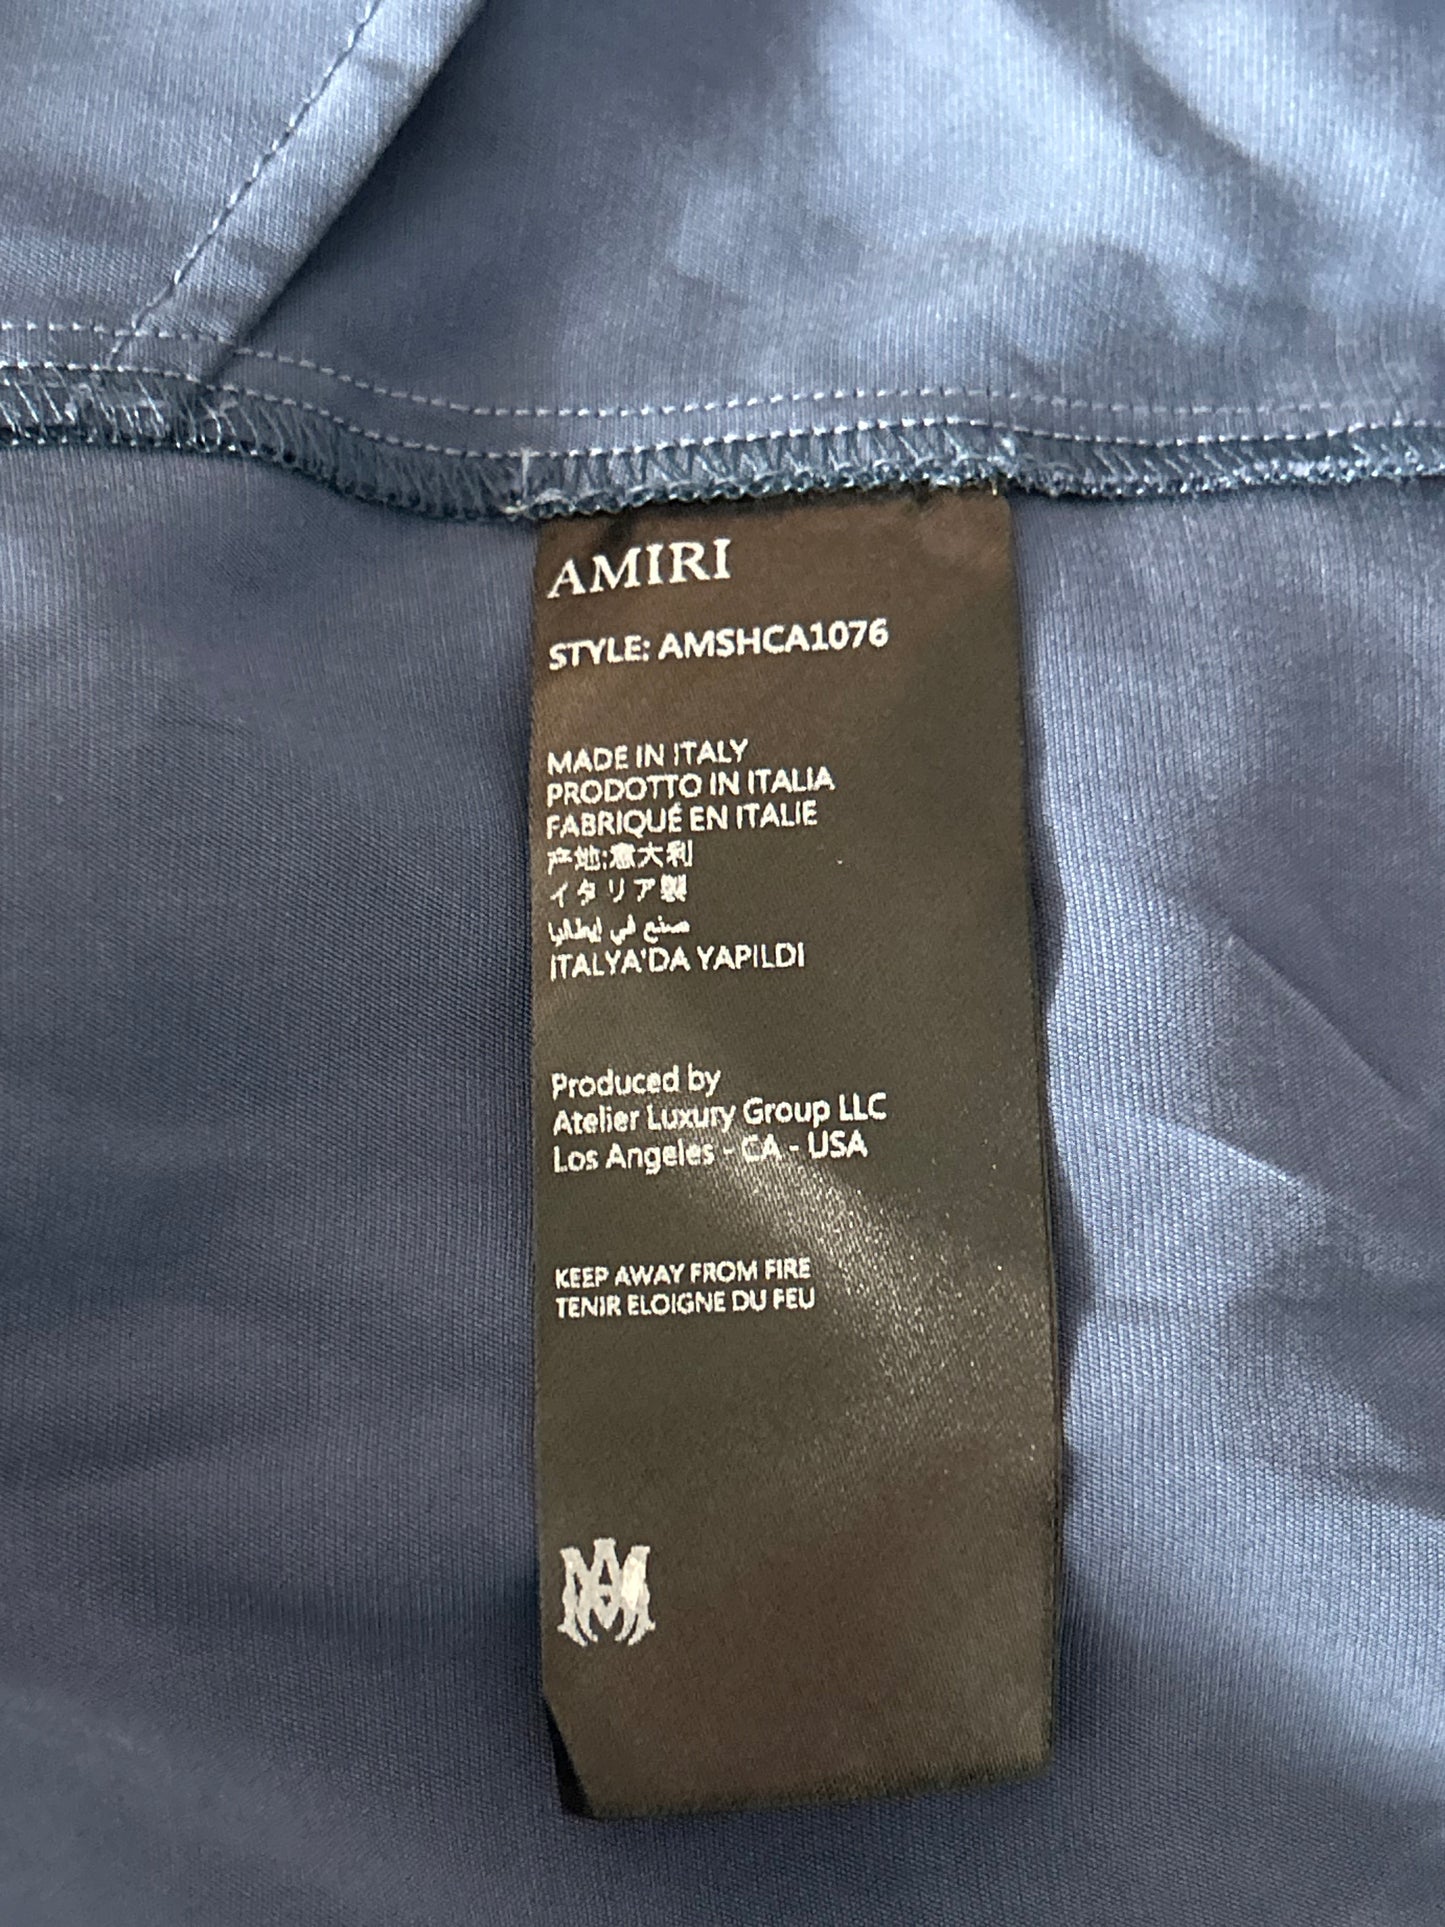 AMIRI
STYLE: AMSHCA1076
MADE IN ITALY
PRODOTTO IN ITALIA
FABRIQUÉ EN ITALIE
产地:意大利
イタリア製
صنع في إيطاليا
ITALYA'DA YAPILDI
Produced by
Atelier Luxury Group LLC
Los Angeles - CA - USA
KEEP AWAY FROM FIRE
TENIR ELOIGNE DU FEU
MA